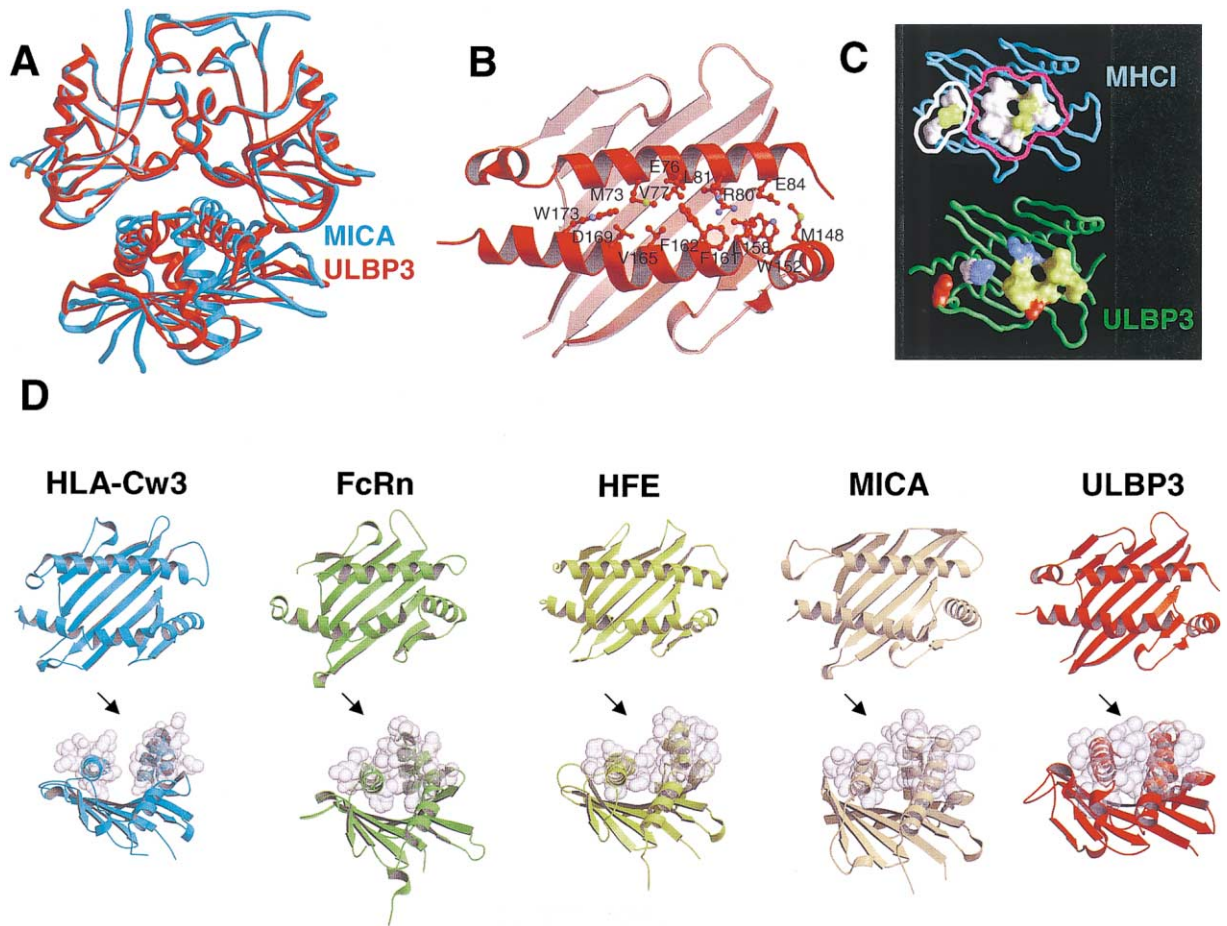 A
MICA
ULBP3
B
E76
L81
M73
V77
R80
E84
W173
D169
V165
F162
F161
L158
W152
M148
C
MHCI
ULBP3
D
HLA-Cw3
FcRn
HFE
MICA
ULBP3